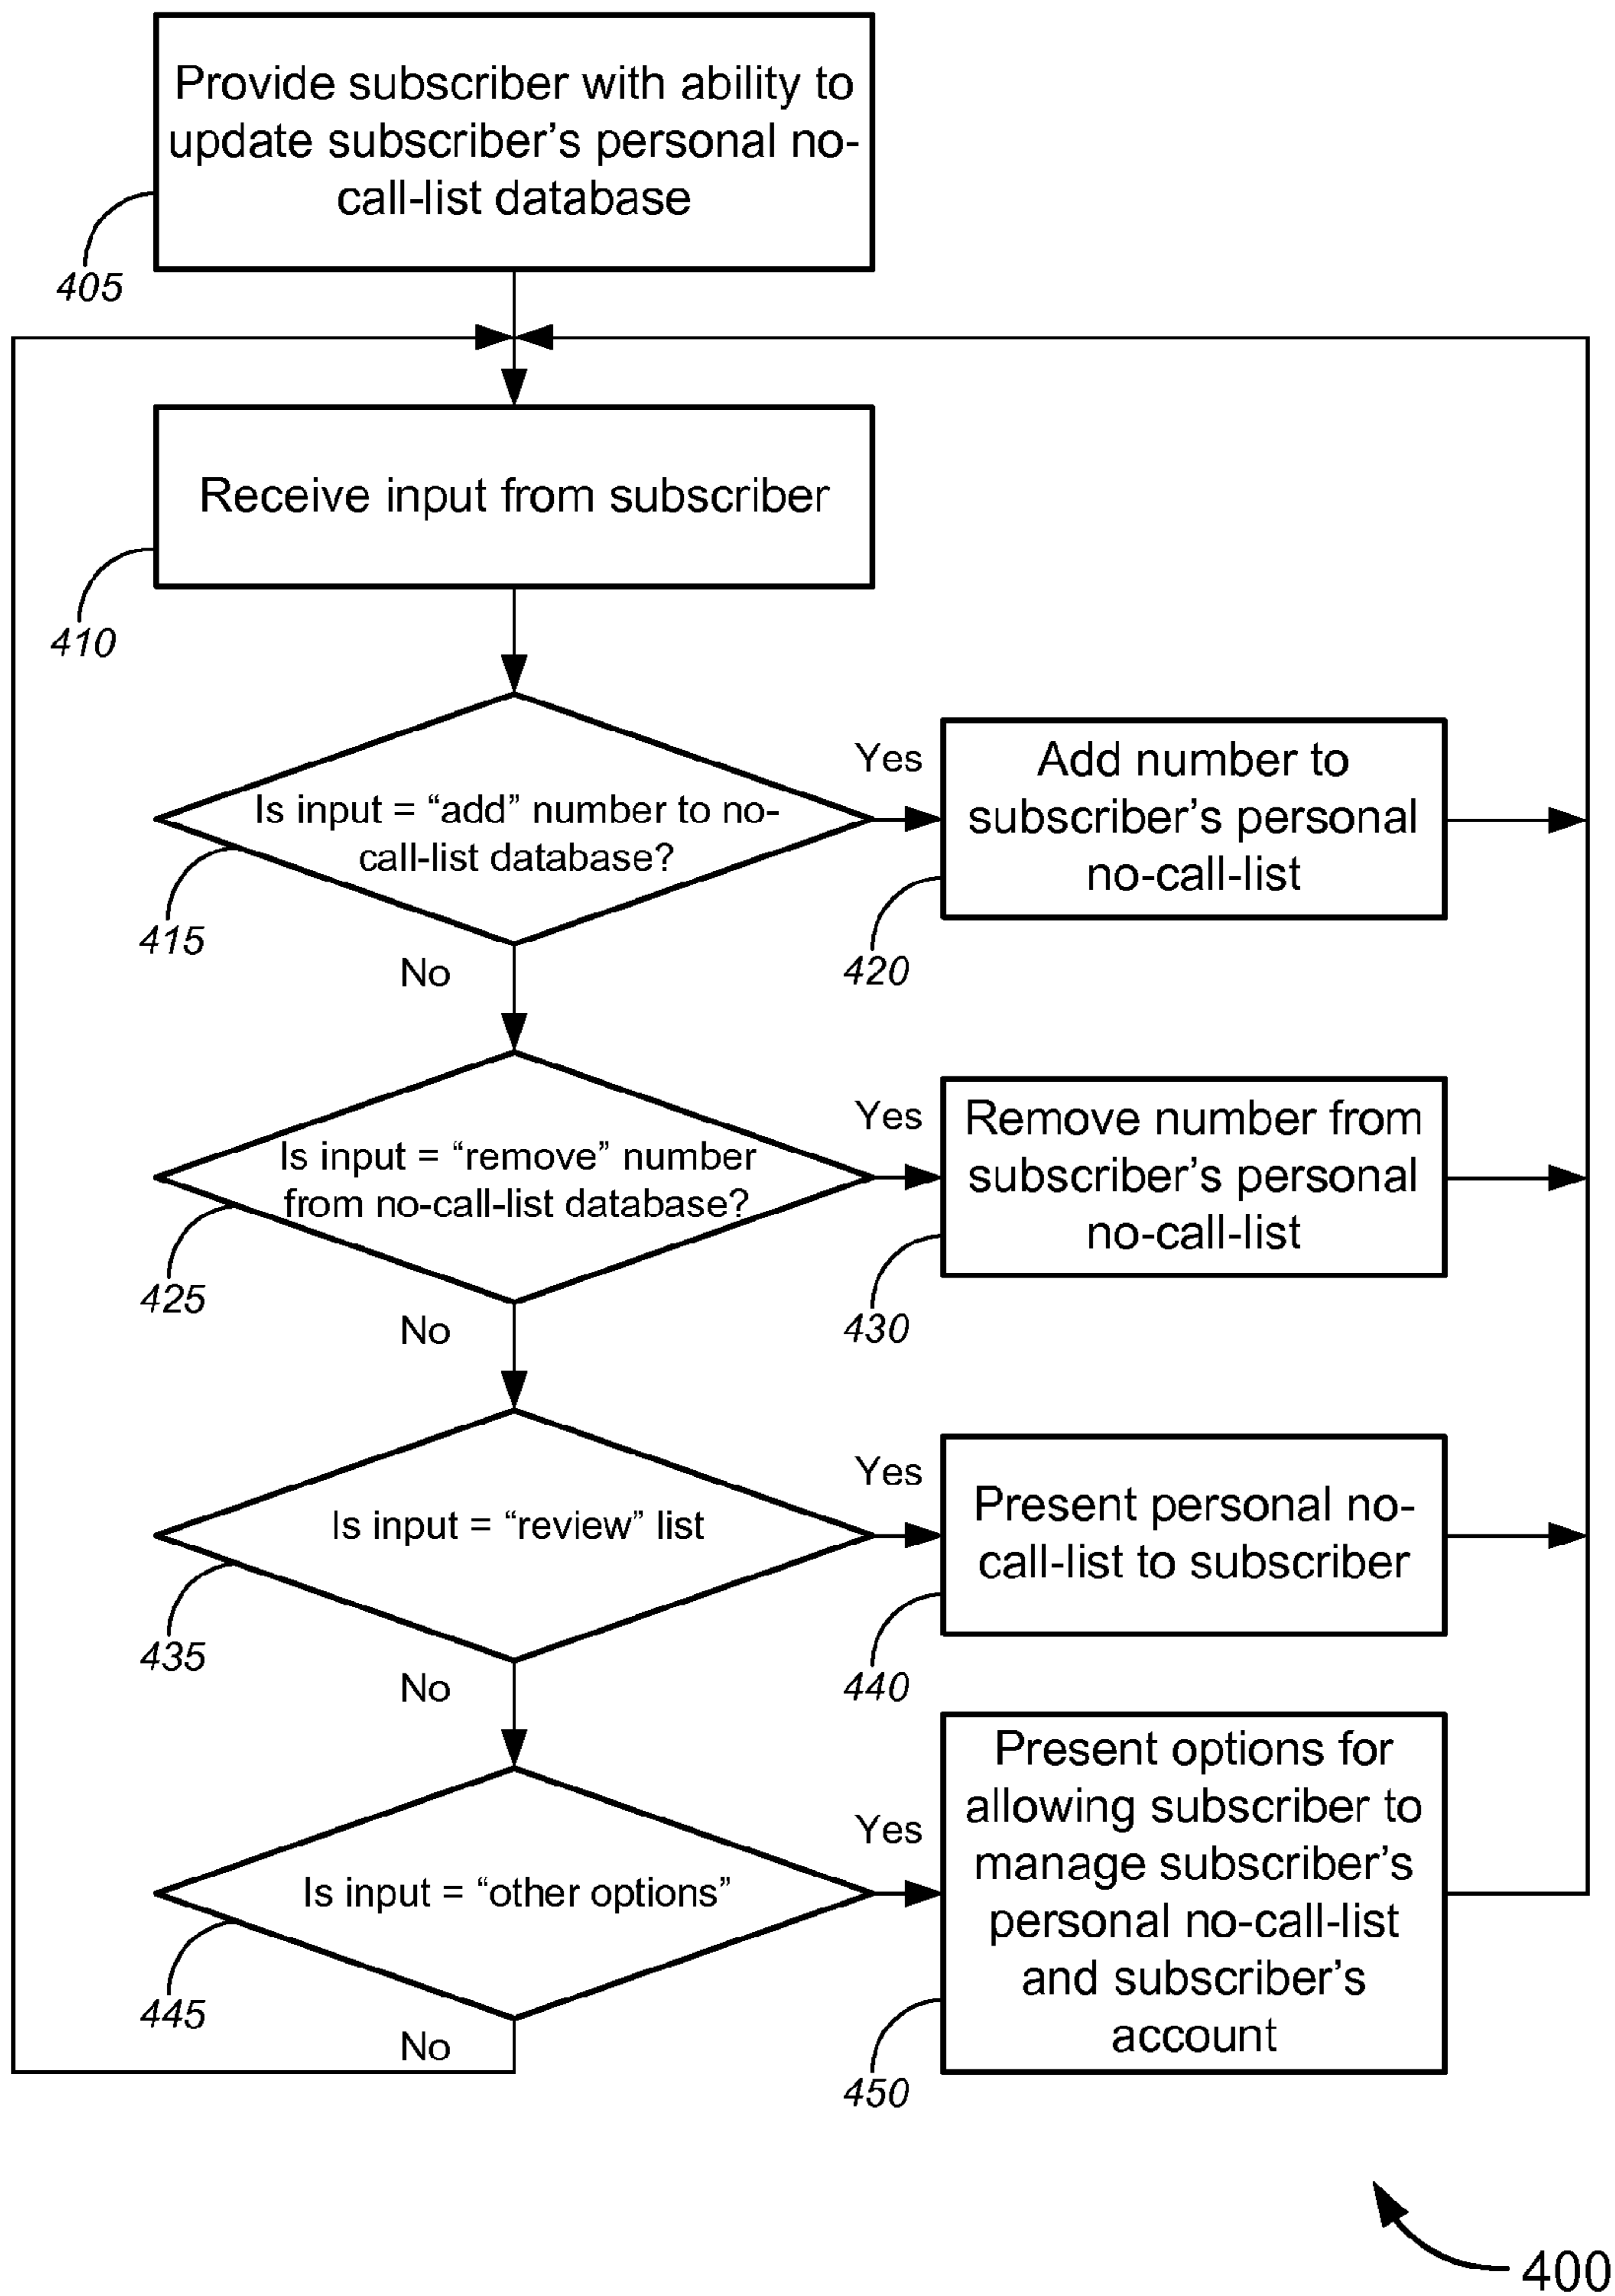 Provide subscriber with ability to
update subscriber’s personal no-
call-list database
405
Receive input from subscriber
410
Is input = “add” number to no-
call-list database?
415
Yes
Add number to
subscriber’s personal
no-call-list
420
No
Is input = “remove” number
from no-call-list database?
425
Yes
Remove number from
subscriber’s personal
no-call-list
430
No
Is input = “review” list
435
Yes
Present personal no-
call-list to subscriber
440
No
Is input = “other options”
445
Yes
Present options for
allowing subscriber to
manage subscriber’s
personal no-call-list
and subscriber’s
account
450
No
400